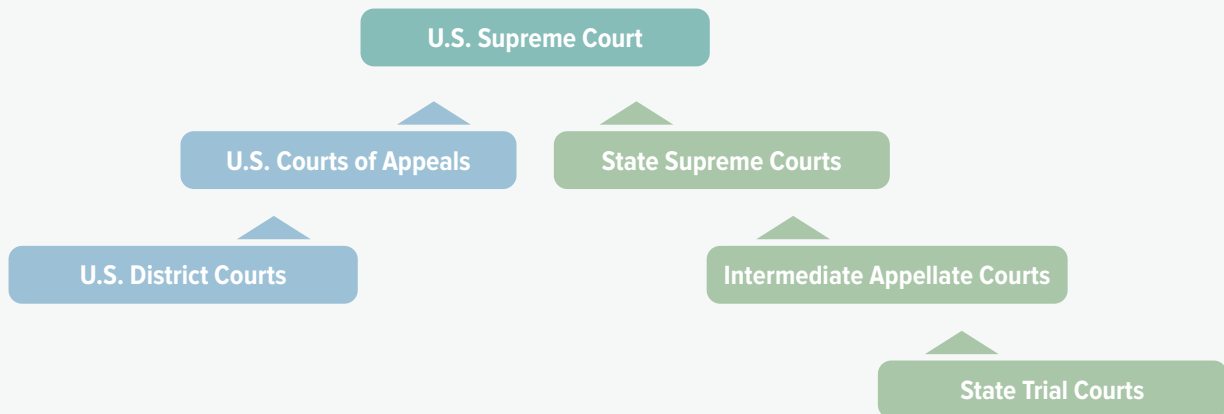 U.S. Supreme Court
U.S. Courts of Appeals
State Supreme Courts
U.S. District Courts
Intermediate Appellate Courts
State Trial Courts